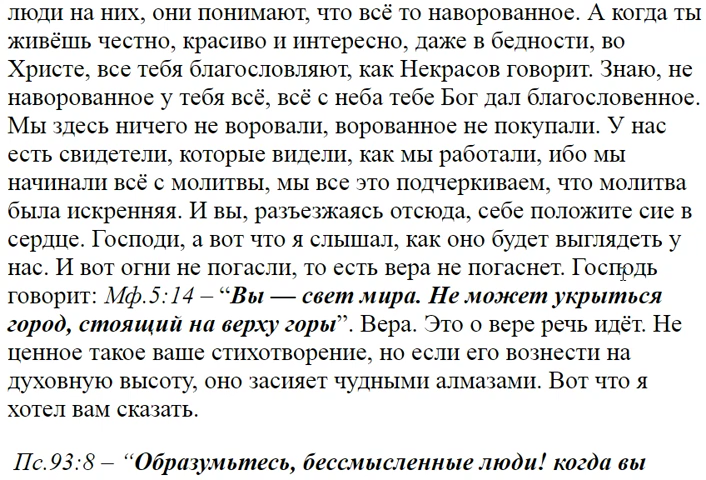 люди на них, они понимают, что всё то наворованное. А когда ты
живёшь честно, красиво и интересно, даже в бедности, во
Христе, все тебя благословляют, как Некрасов говорит. Знаю, не
наворованное у тебя всё, всё с неба тебе Бог дал благословенное.
Мы здесь ничего не воровали, ворованное не покупали. У нас
есть свидетели, которые видели, как мы работали, ибо мы
начинали всё с молитвы, мы все это подчеркиваем, что молитва
была искренняя. И вы, разъезжаясь отсюда, себе положите сие в
сердце. Господи, а вот что я слышал, как оно будет выглядеть у
нас. И вот огни не погасли, то есть вера не погаснет. Господь
говорит: Мф.5:14 – “Вы — свет мира. Не может укрыться
город, стоящий на верху горы”. Вера. Это о вере речь идёт. Не
ценное такое ваше стихотворение, но если его вознести на
духовную высоту, оно засияет чудными алмазами. Вот что я
хотел вам сказать.
Пс.93:8 – “Образумьтесь, бессмысленные люди! когда вы